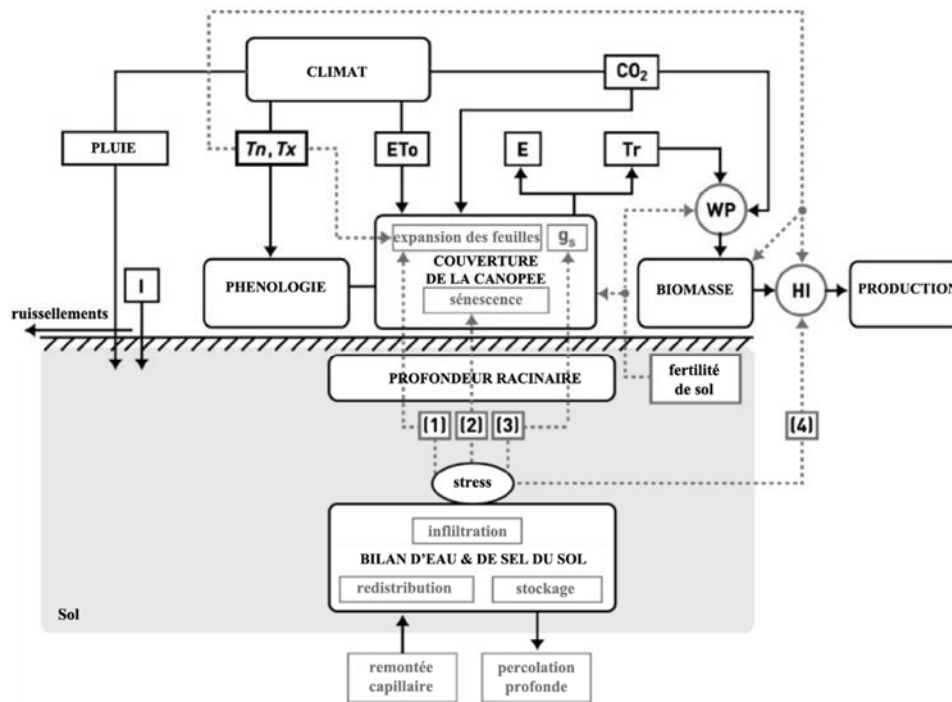 CLIMAT
CO₂
PLUIE
Tn, Tx
ETo
E
Tr
WP
expansion des feuilles
gs
COUVERTURE
DE LA CANOPEE
sénescence
PHENOLOGIE
I
BIOMASSE
HI
PRODUCTION
ruissellements
PROFONDEUR RACINAIRE
fertilité
de sol
(1)
(2)
(3)
(4)
stress
infliltration
BILAN D'EAU & DE SEL DU SOL
redistribution
stockage
Sol
remontée
capillaire
percolation
profonde